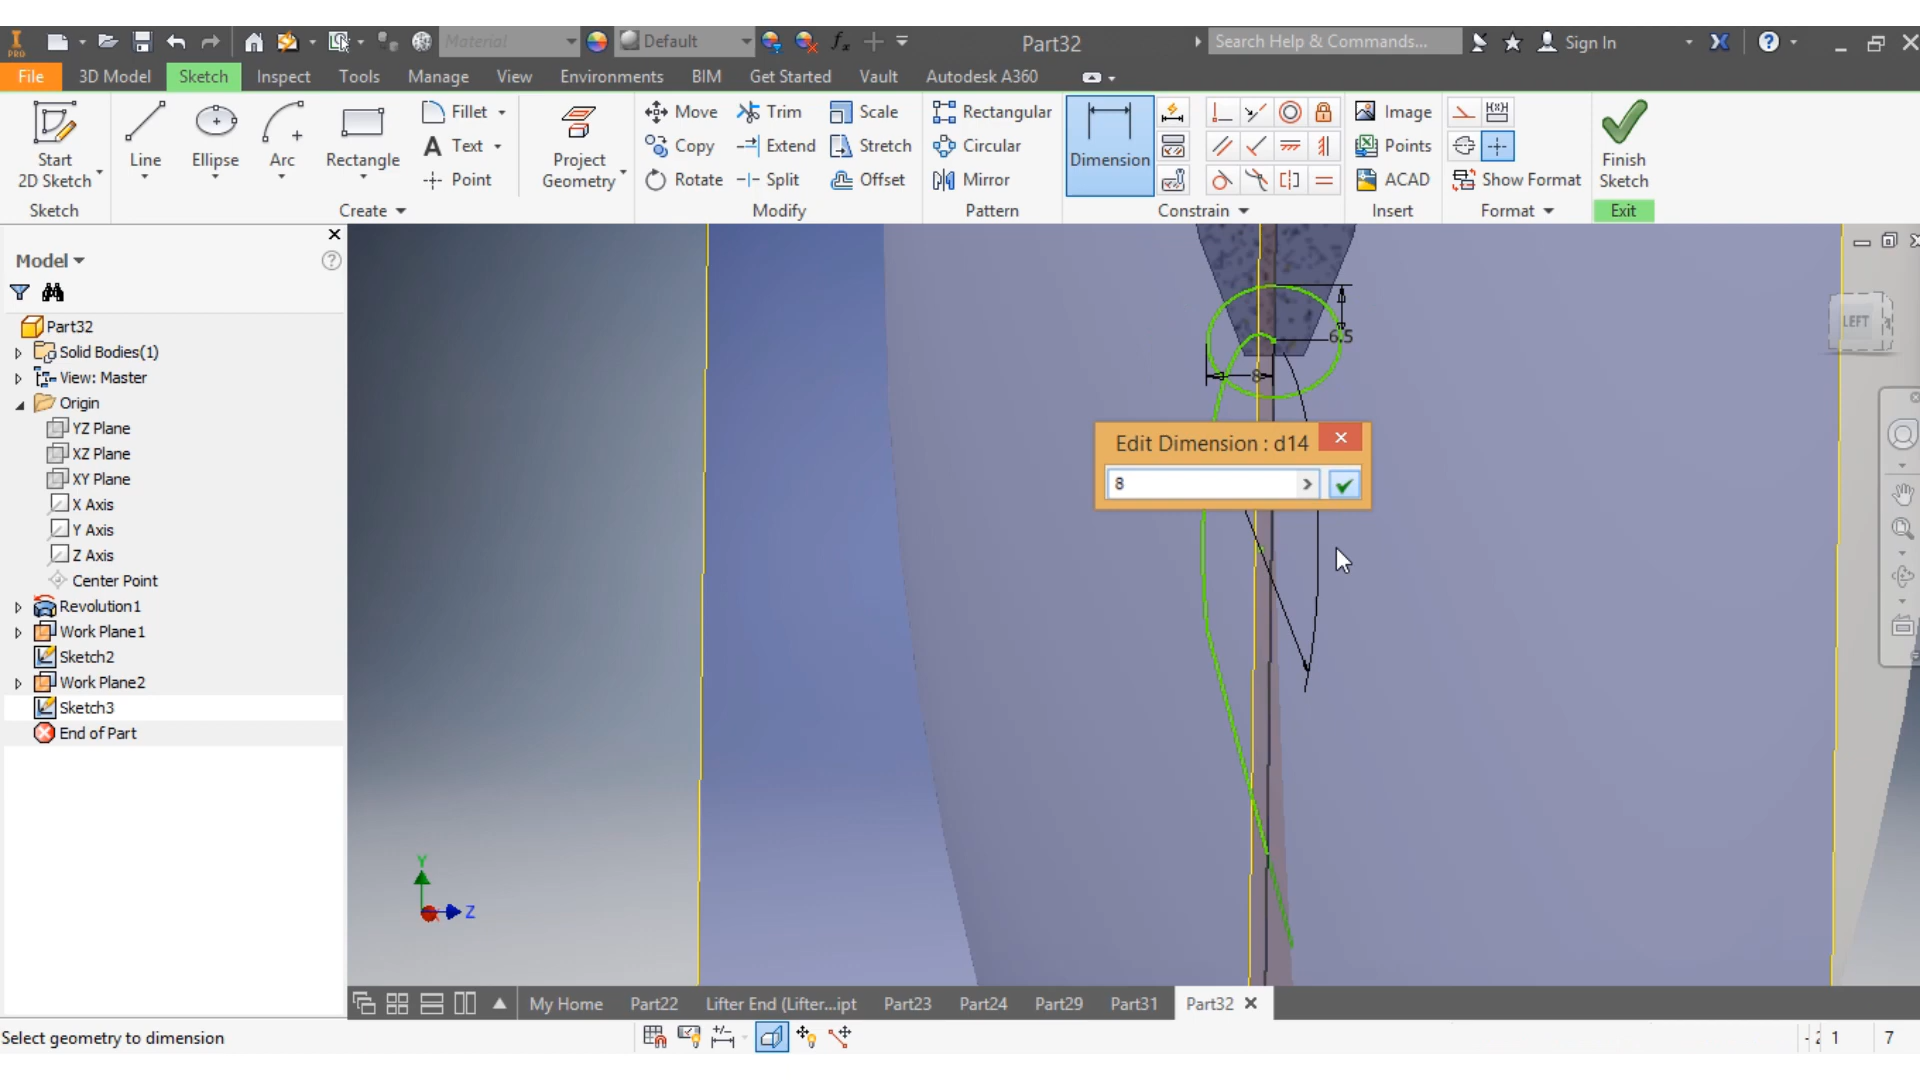 PRO
Material
Default
Part32
Search Help & Commands...
Sign In
File
3D Model
Sketch
Inspect
Tools
Manage
View
Environments
BIM
Get Started
Vault
Autodesk A360
Start
2D Sketch
Line
Ellipse
Arc
Rectangle
Fillet
Text
Point
Project
Geometry
Move
Copy
Rotate
Trim
Extend
Split
Scale
Stretch
Offset
Rectangular
Circular
Mirror
Dimension
Image
Points
ACAD
Show Format
Finish
Sketch
Sketch
Create
Modify
Pattern
Constrain
Insert
Format
Exit
Model
Part32
Solid Bodies(1)
View: Master
Origin
YZ Plane
XZ Plane
XY Plane
X Axis
Y Axis
Z Axis
Center Point
Revolution1
Work Plane1
Sketch2
Work Plane2
Sketch3
End of Part
LEFT
6.5
8
Edit Dimension : d14
8
Y
Z
My Home
Part22
Lifter End (Lifter...ipt
Part23
Part24
Part29
Part31
Part32
Select geometry to dimension
1
7